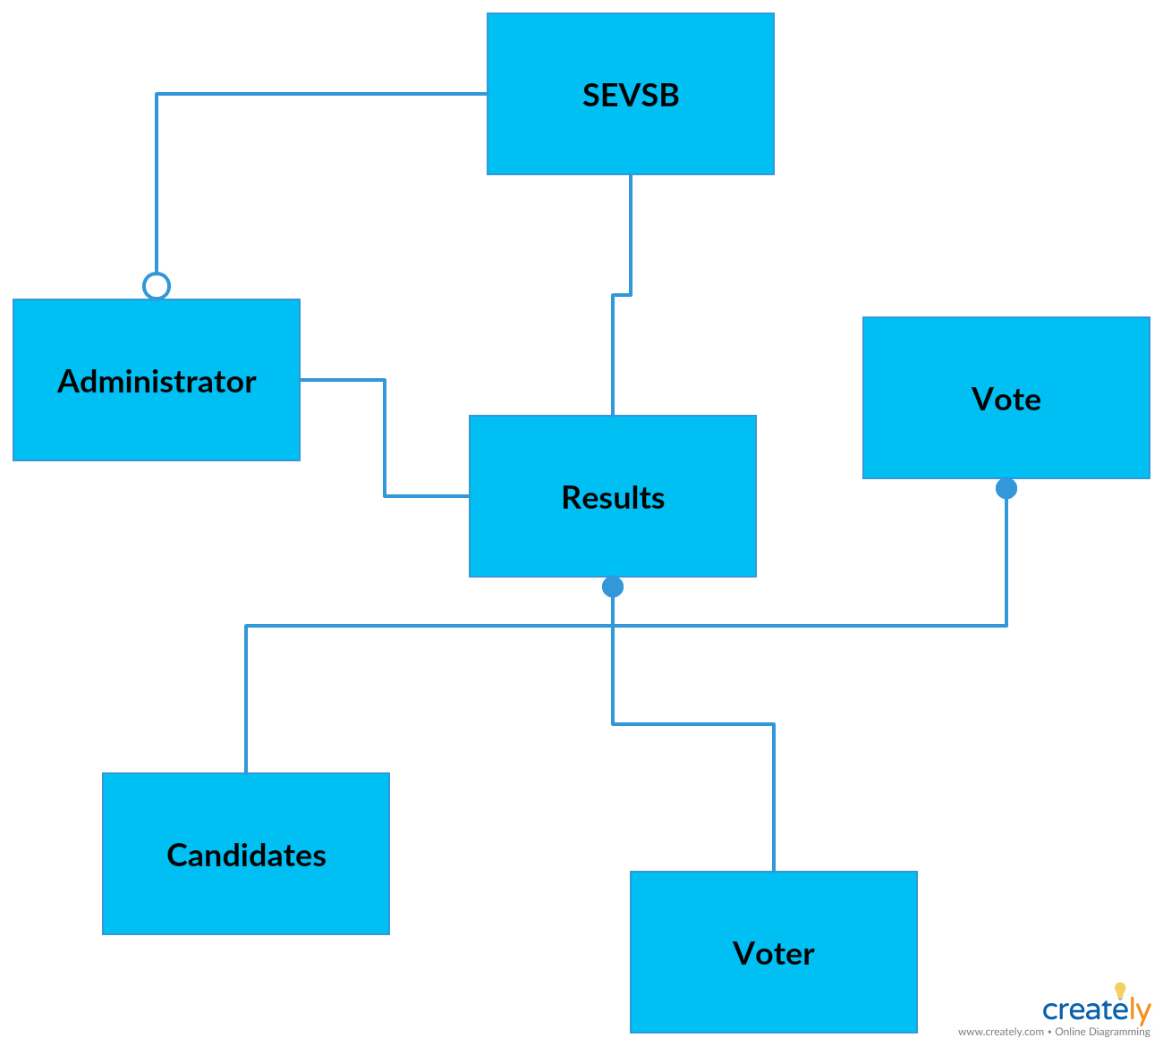 SEVSB
Administrator
Vote
Results
Candidates
Voter
creately
www.creately.com • Online Diagramming